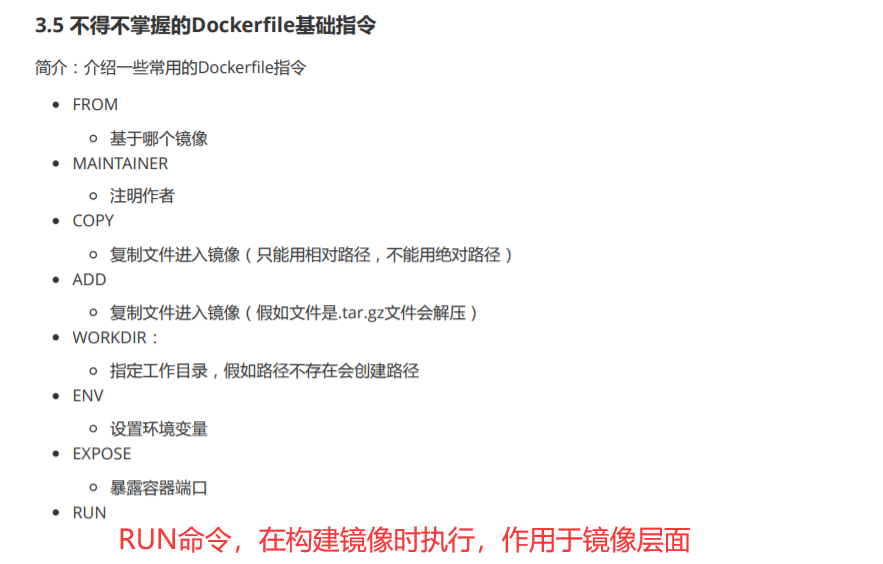 3.5 不得不掌握的Dockerfile基础指令
简介：介绍一些常用的Dockerfile指令
FROM
基于哪个镜像
MAINTAINER
注明作者
COPY
复制文件进入镜像（只能用相对路径，不能用绝对路径）
ADD
复制文件进入镜像（假如文件是.tar.gz文件会解压）
WORKDIR：
指定工作目录，假如路径不存在会创建路径
ENV
设置环境变量
EXPOSE
暴露容器端口
RUN
RUN命令，在构建镜像时执行，作用于镜像层面